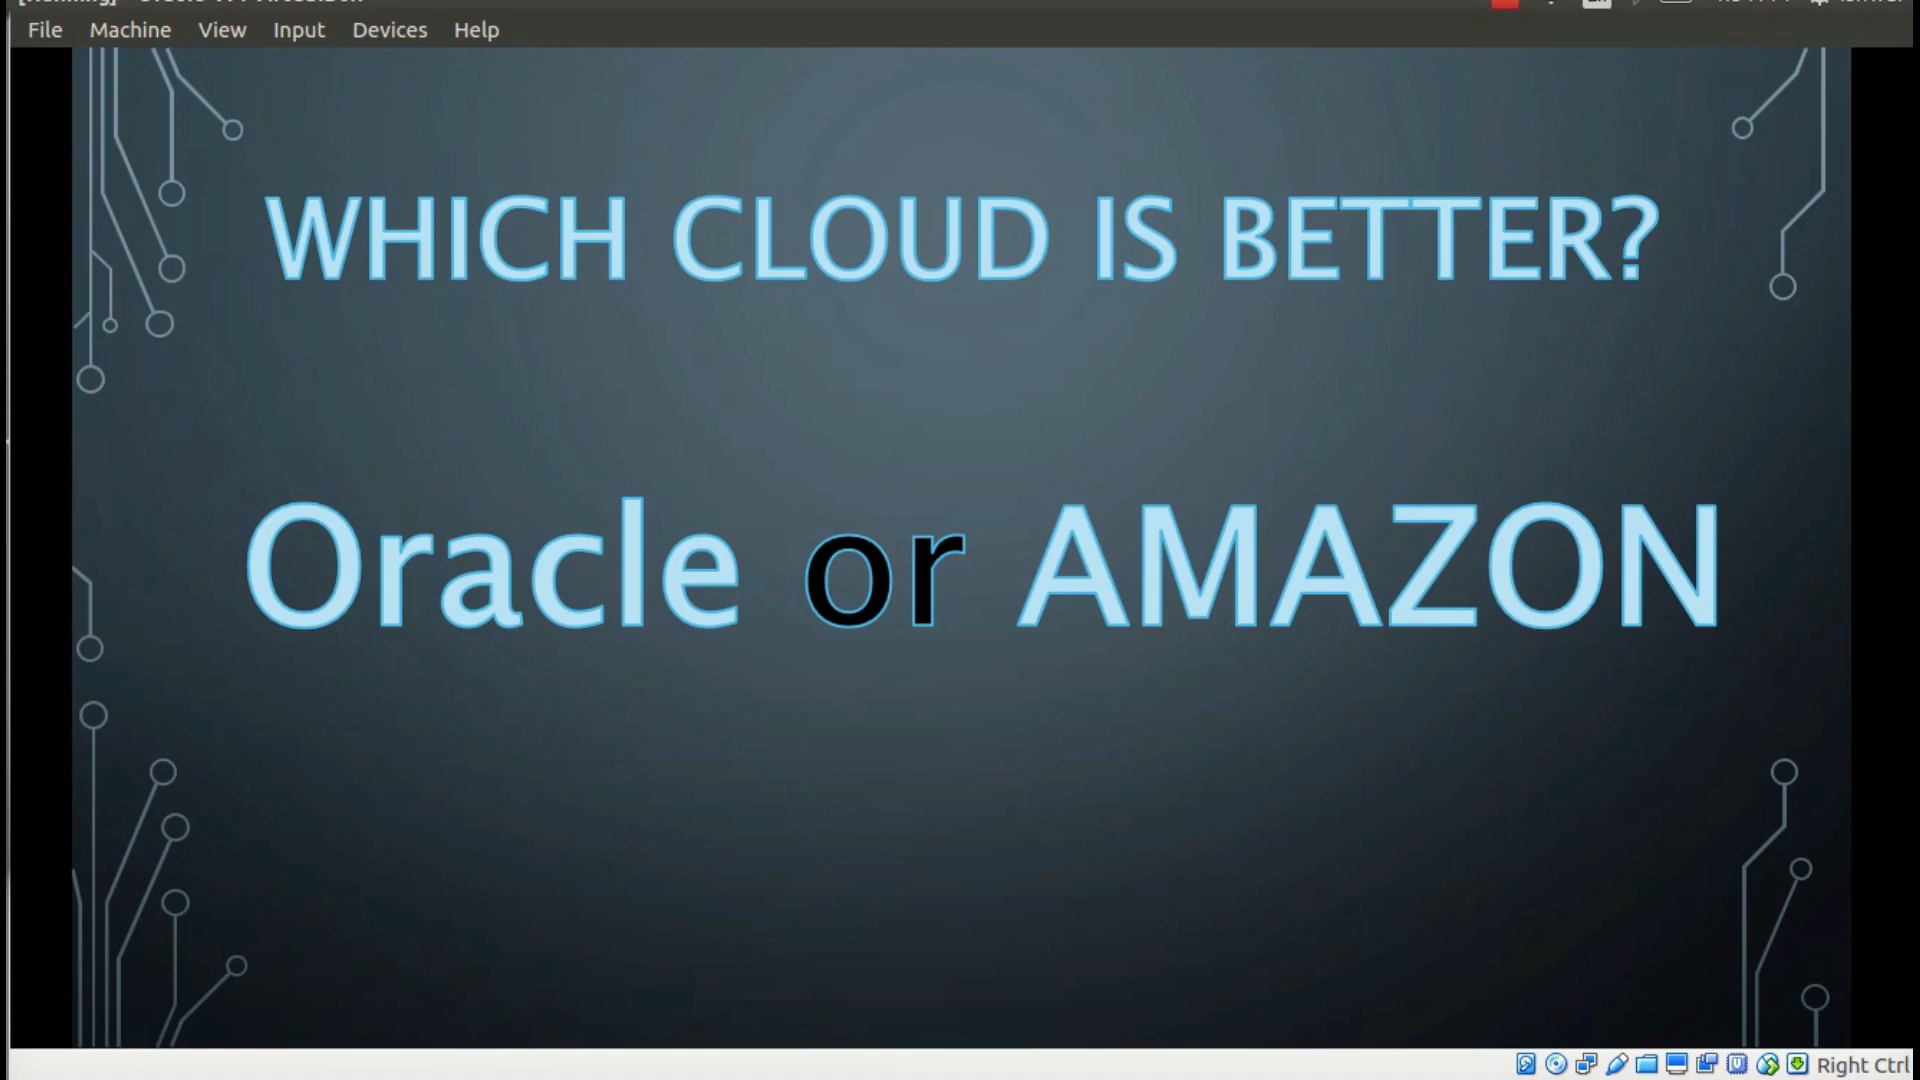 File Machine View Input Devices Help
WHICH CLOUD IS BETTER?
Oracle or AMAZON
Right Ctrl